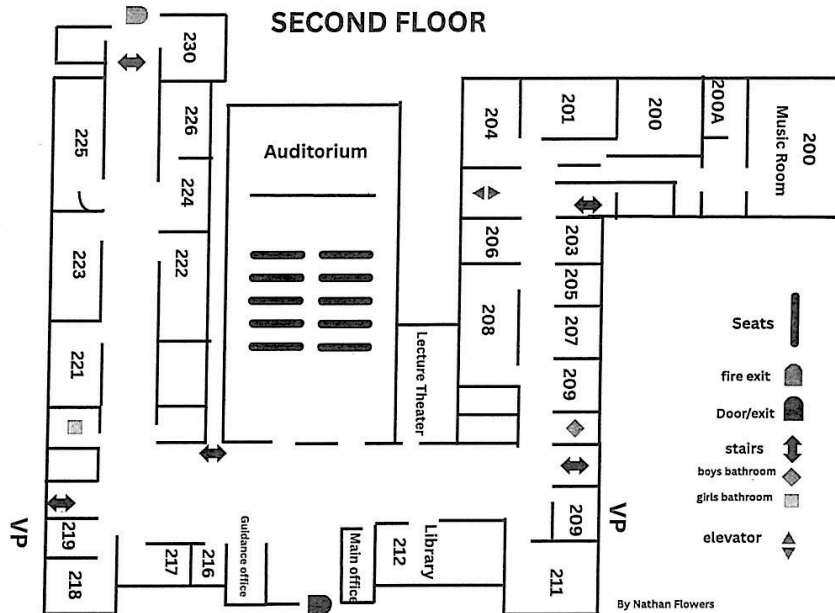 SECOND FLOOR
230
204
201
200
200A
200
Music Room
226
225
Auditorium
224
222
223
206
203
205
208
207
209
Lecture Theater
221
Seats
fire exit
Door/exit
stairs
boys bathroom
girls bathroom
elevator
VP
219
218
217
216
Guidance office
Main office
212
Library
209
VP
211
By Nathan Flowers